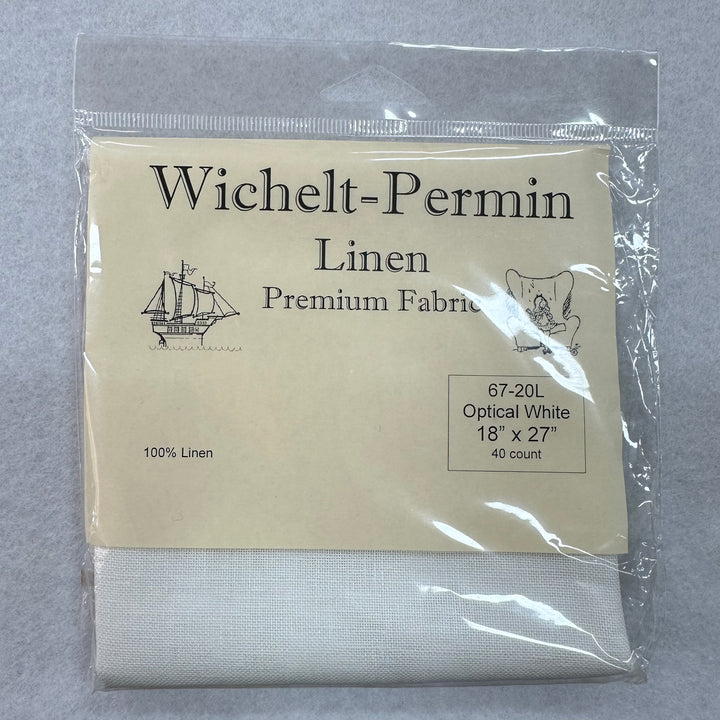 Wichelt-Permin
Linen
Premium Fabric
67-20L
Optical White
18” x 27”
40 count
100% Linen